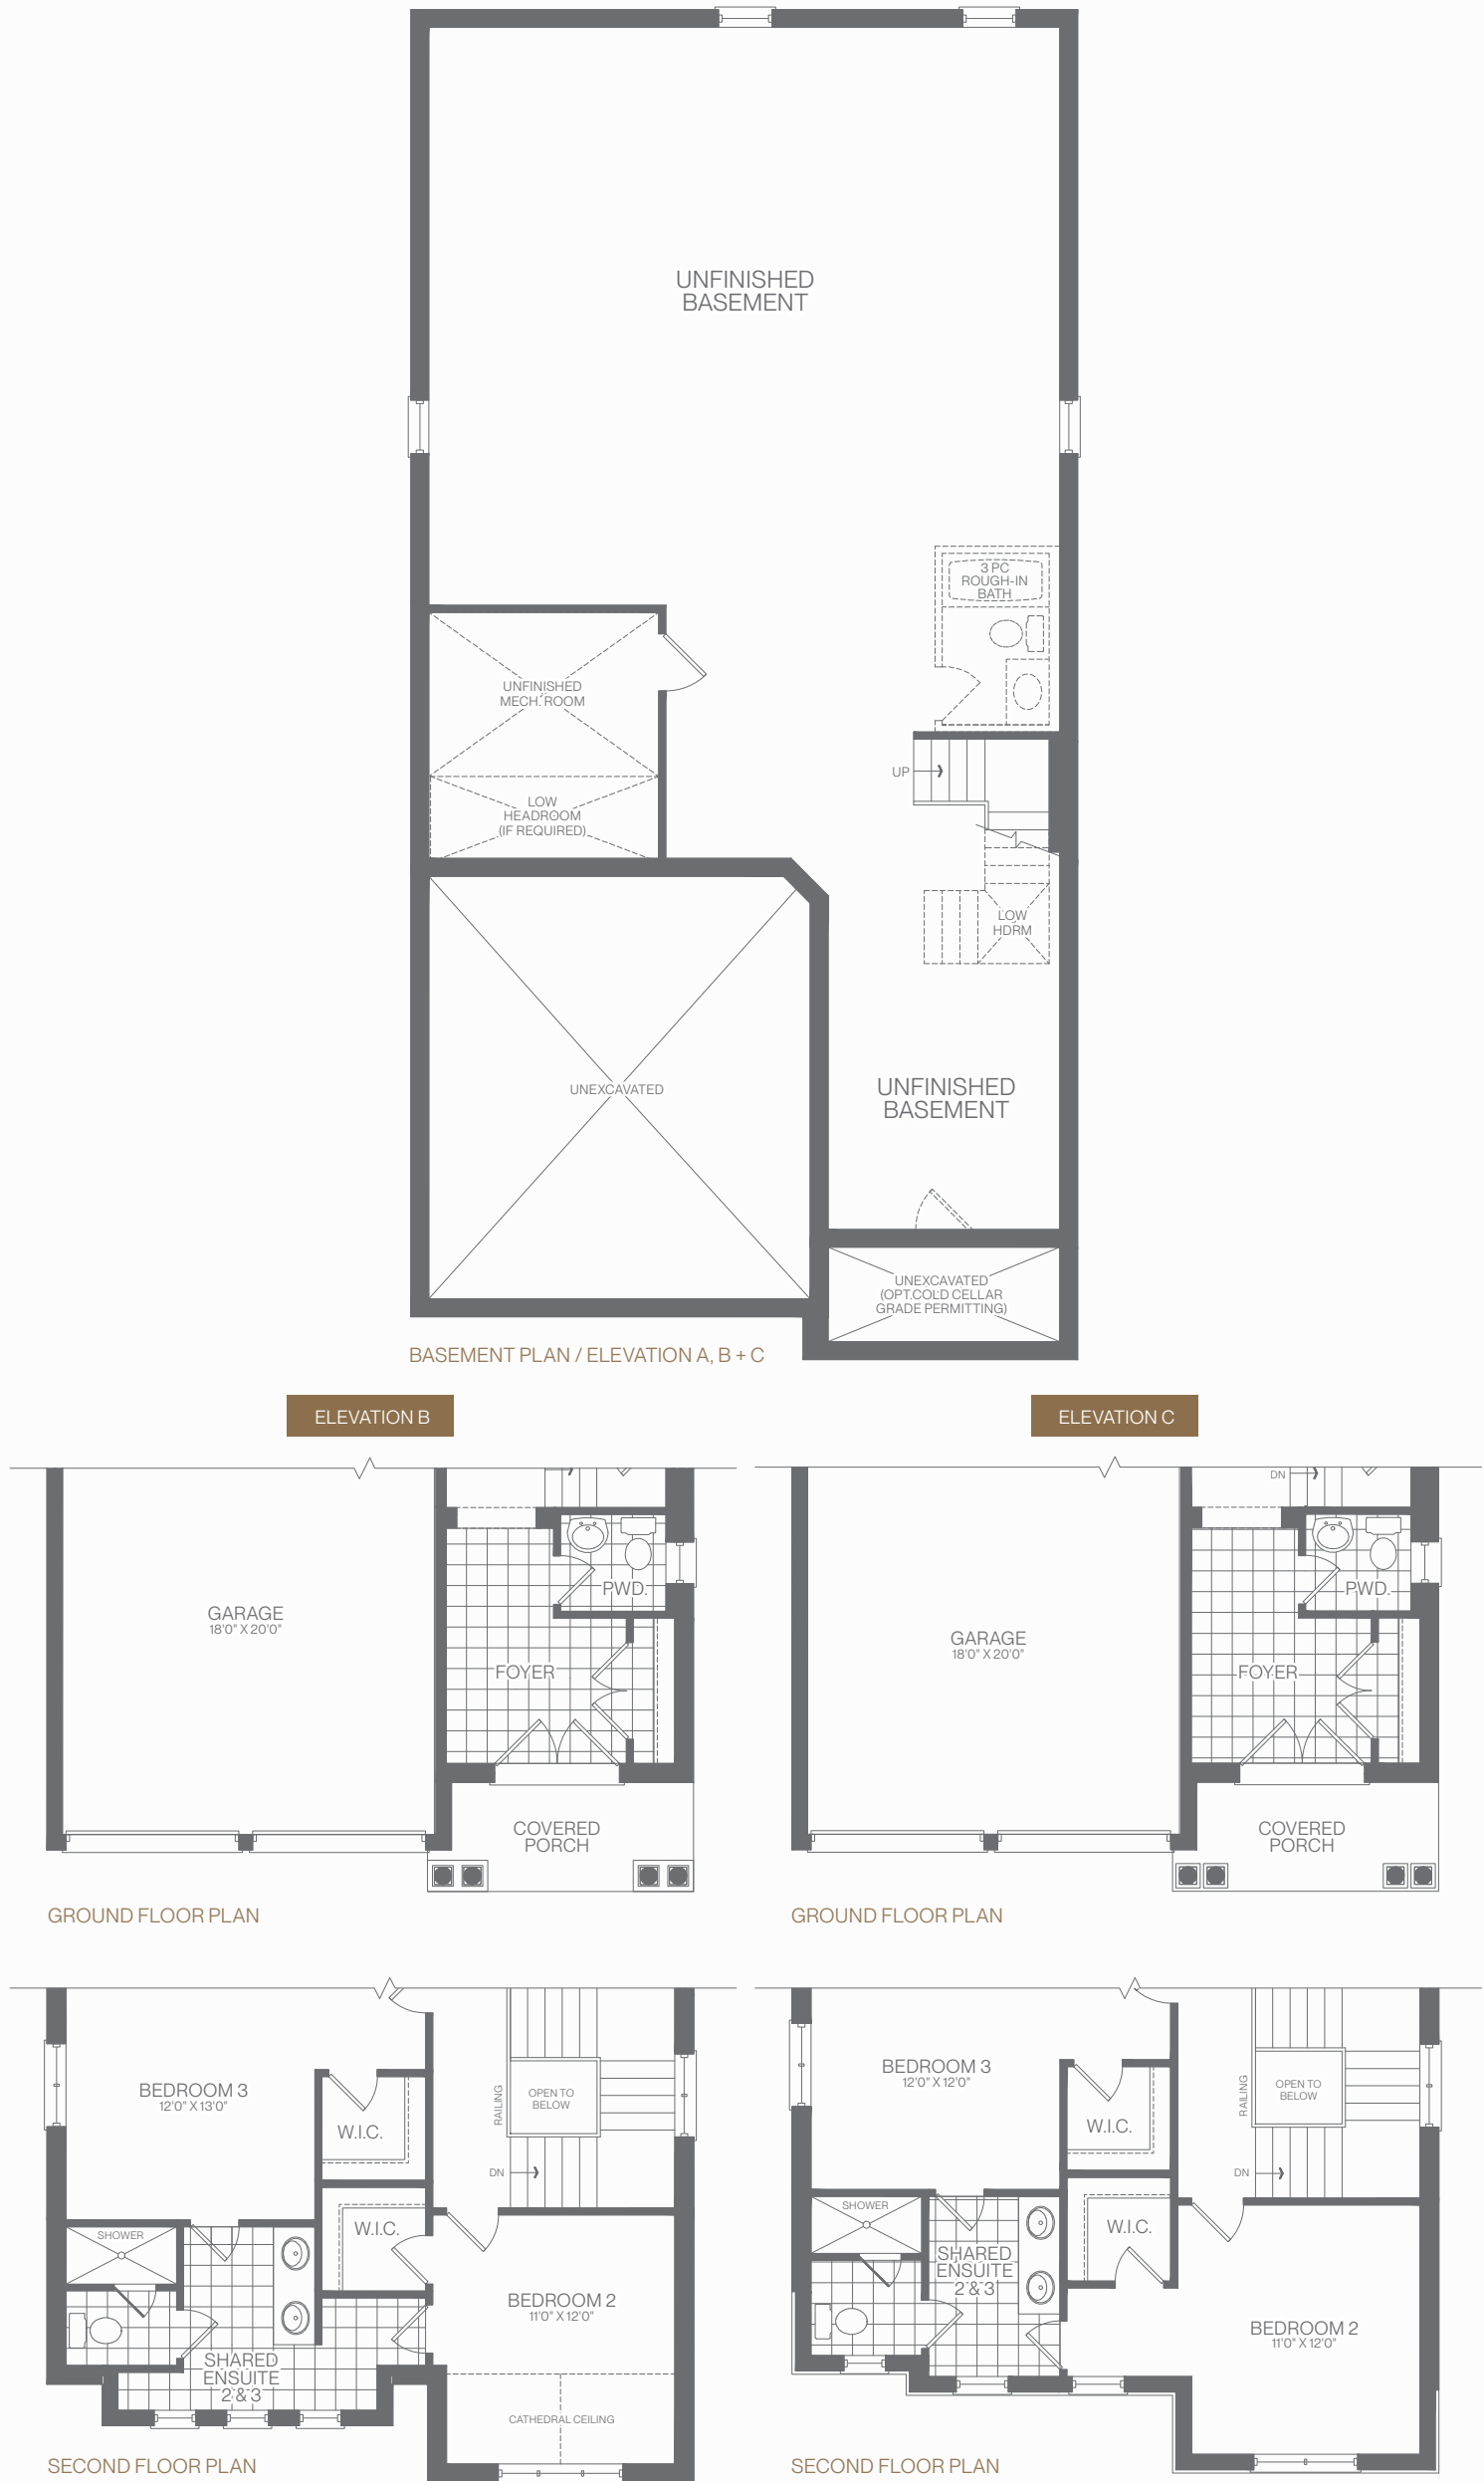 UNFINISHED
BASEMENT
3 PC
ROUGH-IN
BATH
UNFINISHED
MECH. ROOM
UP
LOW
HEADROOM
(IF REQUIRED)
LOW
HDRM
UNEXCAVATED
UNFINISHED
BASEMENT
UNEXCAVATED
(OPT.COLD CELLAR
GRADE PERMITTING)
BASEMENT PLAN / ELEVATION A, B + C
ELEVATION B
PWD.
GARAGE
18'0" X 20'0"
FOYER
COVERED
PORCH
GROUND FLOOR PLAN
BEDROOM 3
12'0" X 13'0"
RAILING
OPEN TO
BELOW
W.I.C.
DN
W.I.C.
SHOWER
BEDROOM 2
11'0" X 12'0"
SHARED
ENSUITE
2 & 3
CATHEDRAL CEILING
SECOND FLOOR PLAN
ELEVATION C
DN
PWD.
GARAGE
18'0" X 20'0"
FOYER
COVERED
PORCH
GROUND FLOOR PLAN
BEDROOM 3
12'0" X 12'0"
RAILING
OPEN TO
BELOW
W.I.C.
DN
SHOWER
W.I.C.
SHARED
ENSUITE
2 & 3
BEDROOM 2
11'0" X 12'0"
SECOND FLOOR PLAN